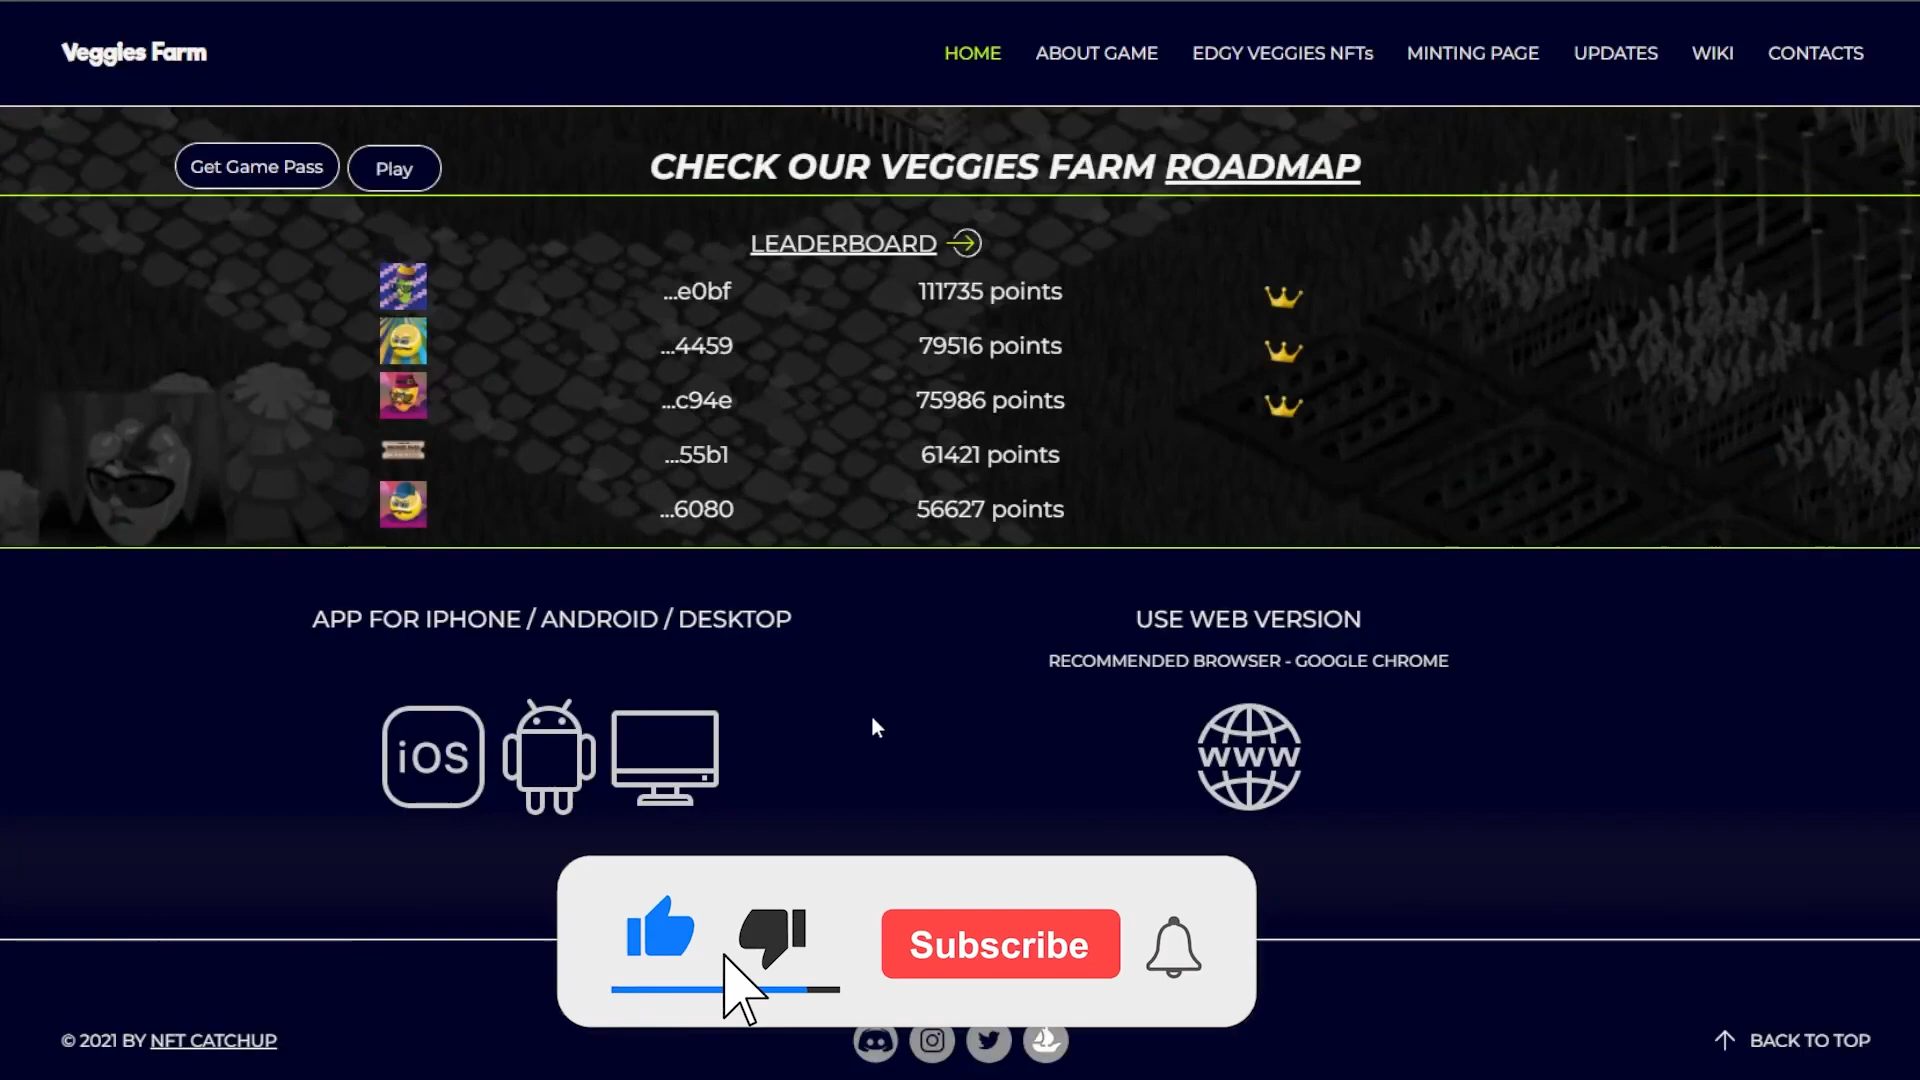 Veggies Farm
HOME ABOUT GAME EDGY VEGGIES NFTs MINTING PAGE UPDATES WIKI CONTACTS
Get Game Pass Play CHECK OUR VEGGIES FARM ROADMAP
LEADERBOARD
...e0bf 111735 points
...4459 79516 points
...c94e 75986 points
...55b1 61421 points
...6080 56627 points
APP FOR IPHONE / ANDROID / DESKTOP
USE WEB VERSION
RECOMMENDED BROWSER - GOOGLE CHROME
iOS
WWW
Subscribe
© 2021 BY NFT CATCHUP
BACK TO TOP